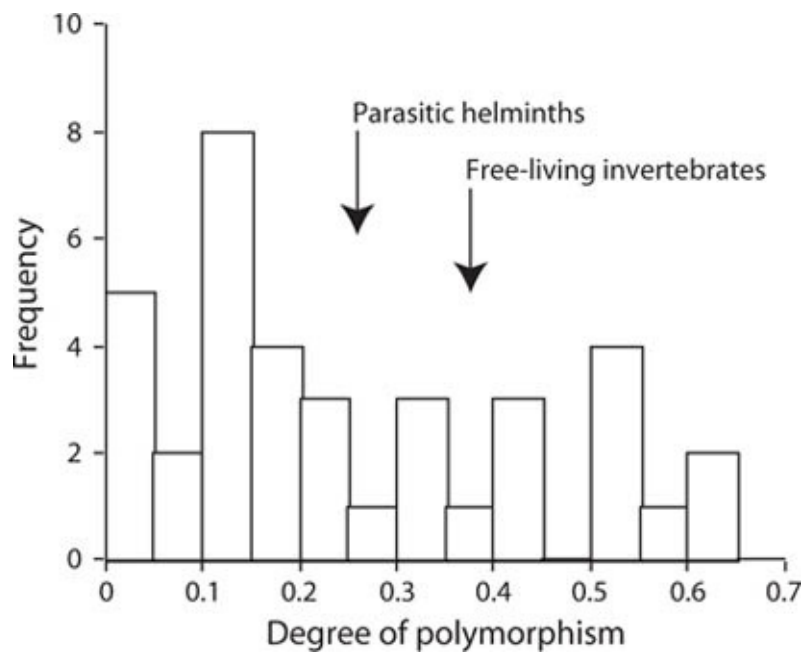 10
Parasitic helminths
8
Free-living invertebrates
6
Frequency
4
2
0
0 0.1 0.2 0.3 0.4 0.5 0.6 0.7
Degree of polymorphism